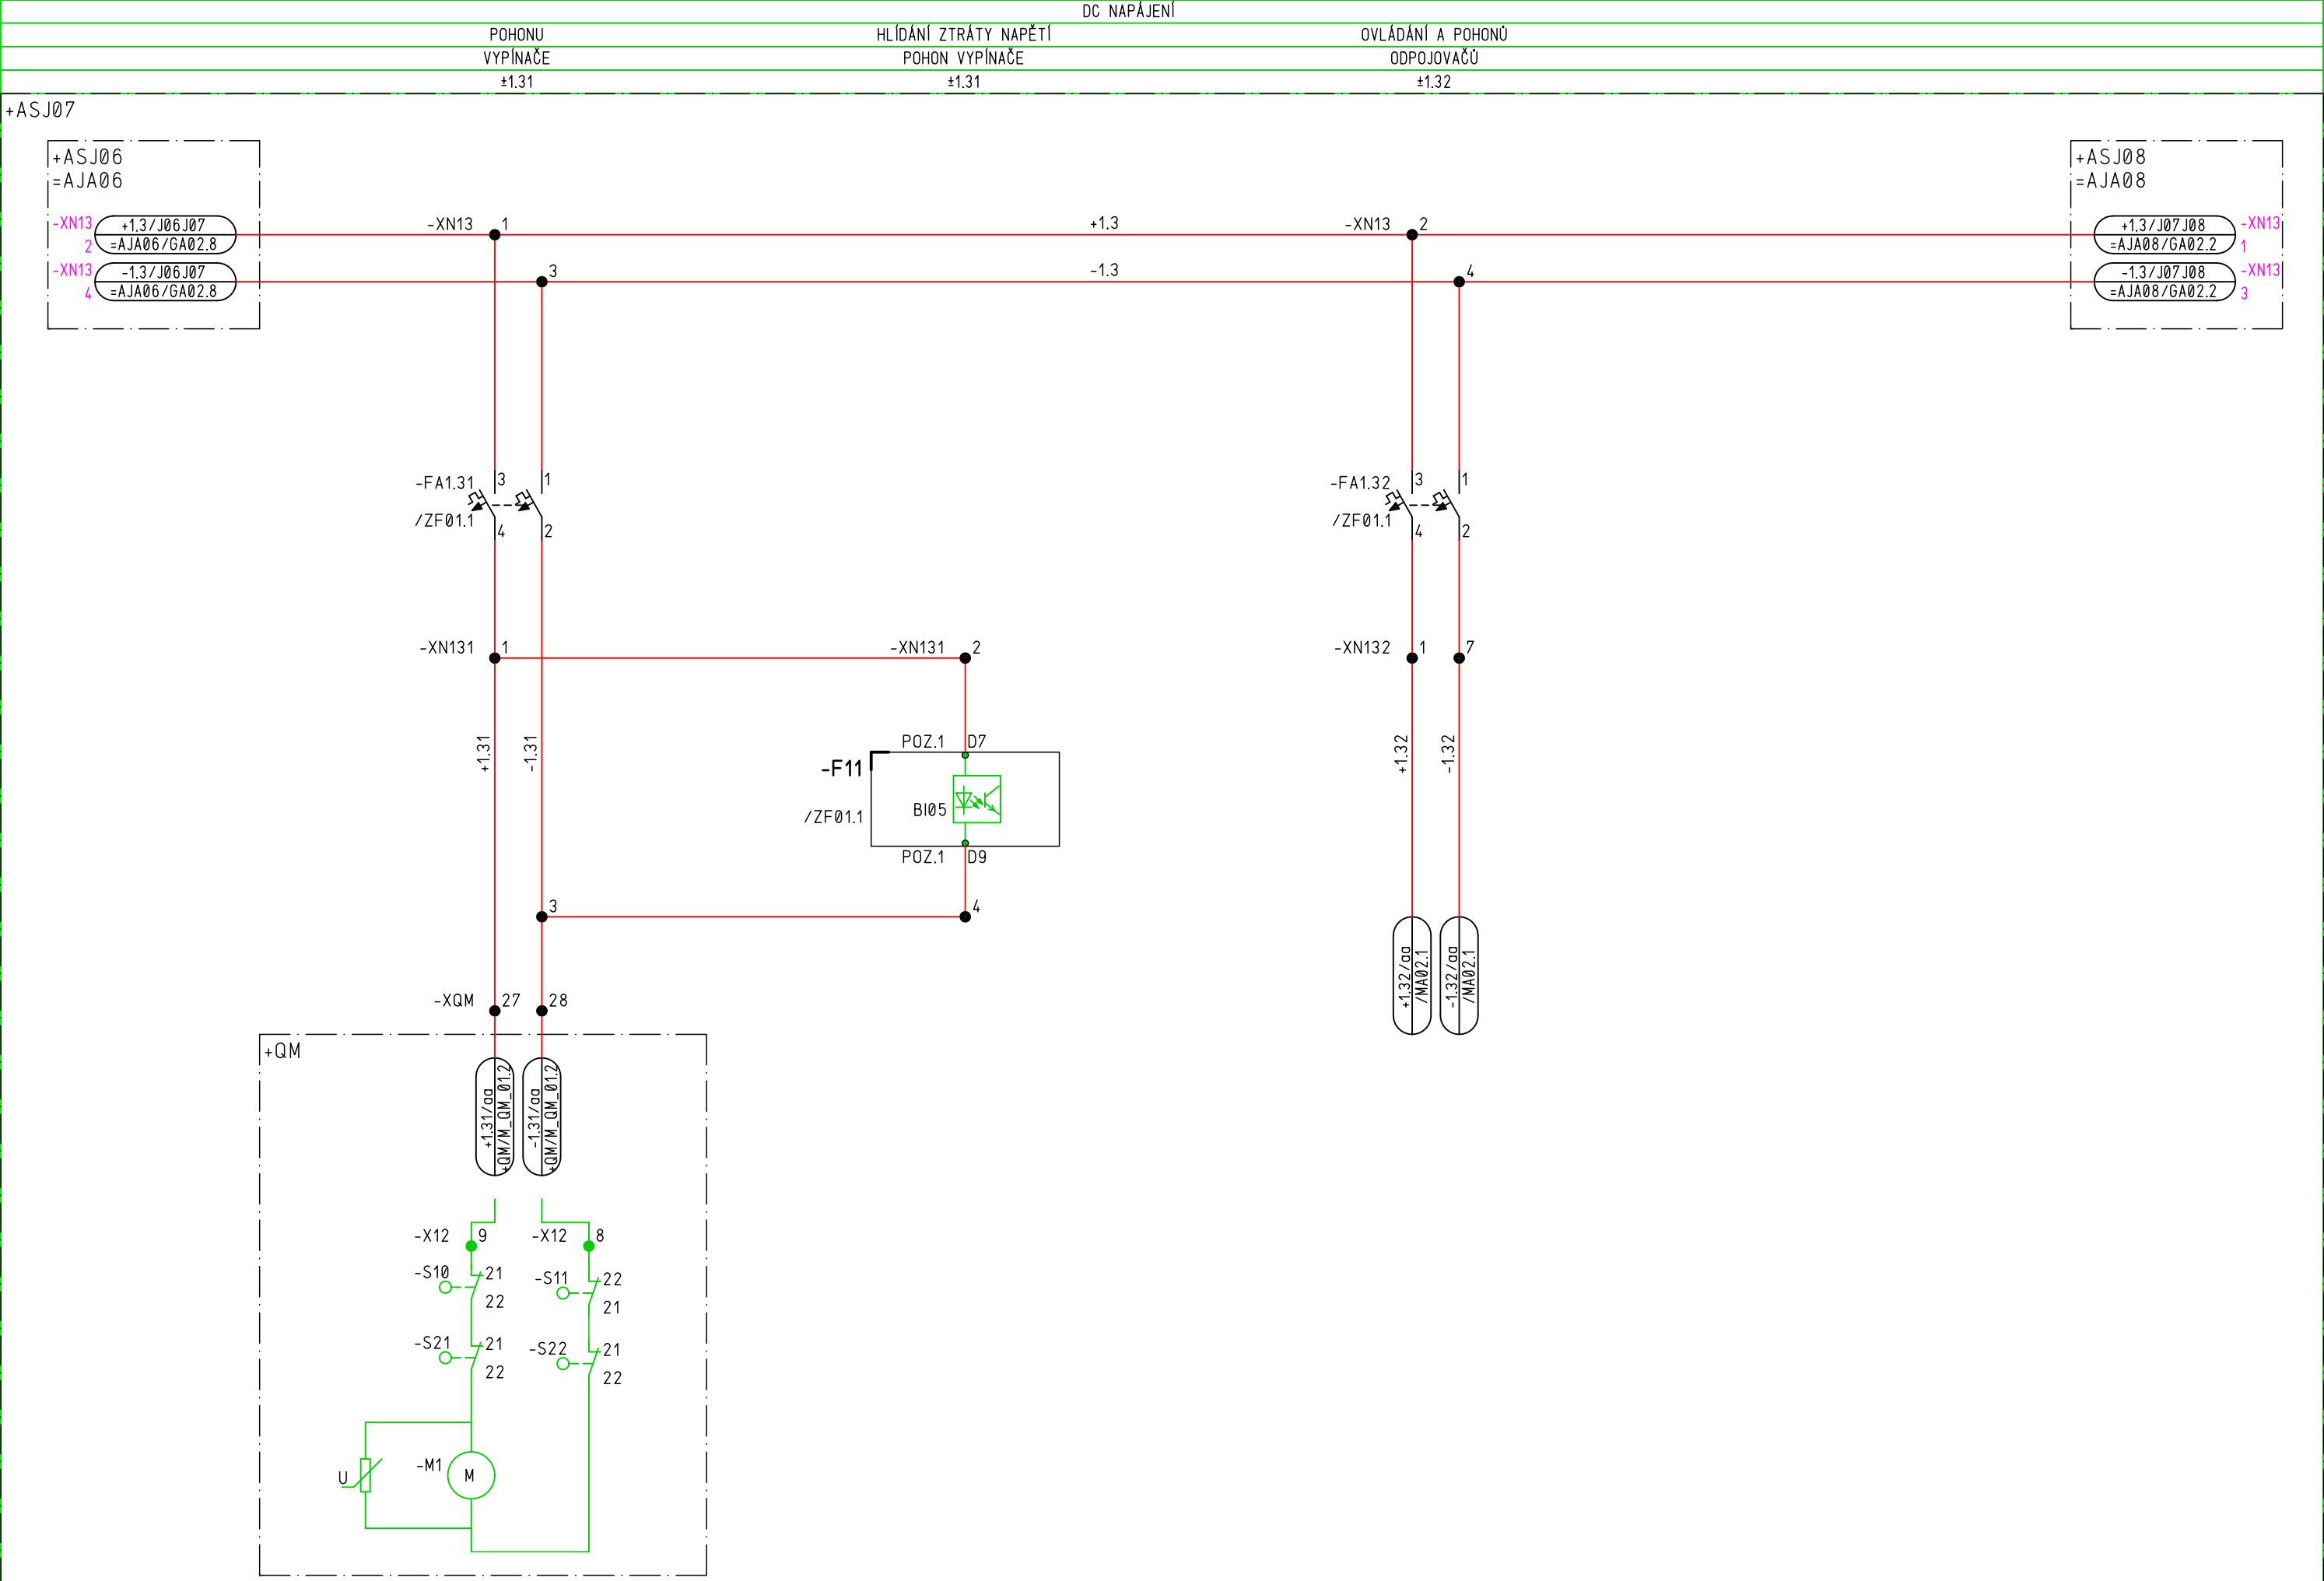 DC NAPÁJENÍ
POHONU
HLÍDÁNÍ ZTRÁTY NAPĚTÍ
OVLÁDÁNÍ A POHONŮ
VYPÍNAČE
POHON VYPÍNAČE
ODPOJOVAČŮ
±1.31
±1.31
±1.32
+ASJ07
+ASJ06
=AJA06
+ASJ08
=AJA08
-XN13
2
+1.3/J06J07
=AJA06/GA02.8
-XN13
1
+1.3
-XN13
2
+1.3/J07J08
=AJA08/GA02.2
-XN13
1
-XN13
4
-1.3/J06J07
=AJA06/GA02.8
3
-1.3
4
-1.3/J07J08
=AJA08/GA02.2
-XN13
3
-FA1.31
/ZF01.1
3
4
1
2
-FA1.32
/ZF01.1
3
4
1
2
-XN131
1
-XN131
2
-XN132
1
7
+1.31
-1.31
+1.32
-1.32
POZ.1
D7
-F11
/ZF01.1
BI05
POZ.1
D9
3
4
+1.32/aa
/MA02.1
-1.32/aa
/MA02.1
-XQM
27
28
+QM
+1.31/aa
+QM/M_QM_01.2
-1.31/aa
+QM/M_QM_01.2
-X12
9
-X12
8
-S10
21
22
-S11
22
21
-S21
21
22
-S22
21
22
U
-M1
M